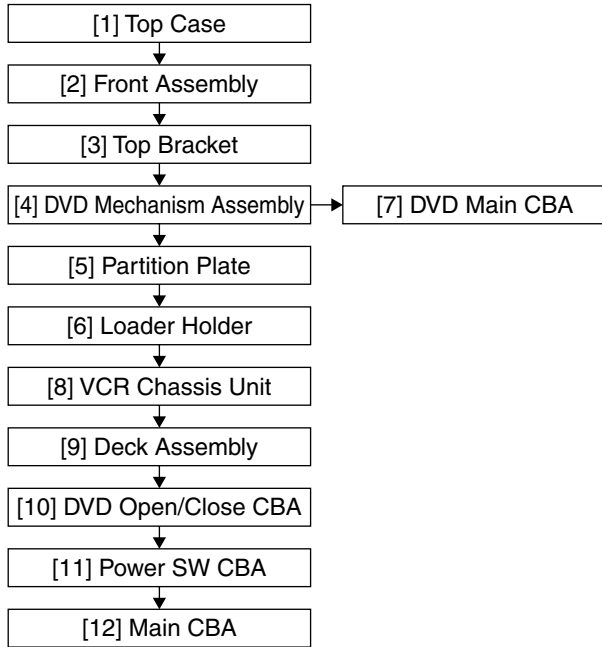 [1] Top Case
[2] Front Assembly
[3] Top Bracket
[4] DVD Mechanism Assembly
[7] DVD Main CBA
[5] Partition Plate
[6] Loader Holder
[8] VCR Chassis Unit
[9] Deck Assembly
[10] DVD Open/Close CBA
[11] Power SW CBA
[12] Main CBA